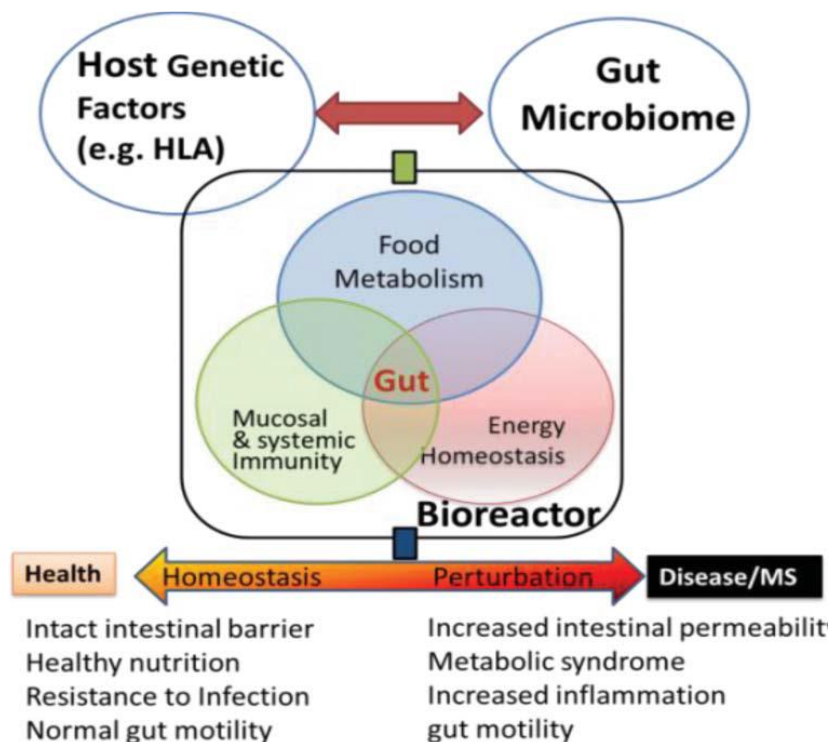 Host Genetic
Factors
(e.g. HLA)
Gut
Microbiome
Food
Metabolism
Gut
Mucosal
& systemic
Immunity
Energy
Homeostasis
Bioreactor
Health
Homeostasis
Perturbation
Disease/MS
Intact intestinal barrier
Healthy nutrition
Resistance to Infection
Normal gut motility
Increased intestinal permeability
Metabolic syndrome
Increased inflammation
gut motility